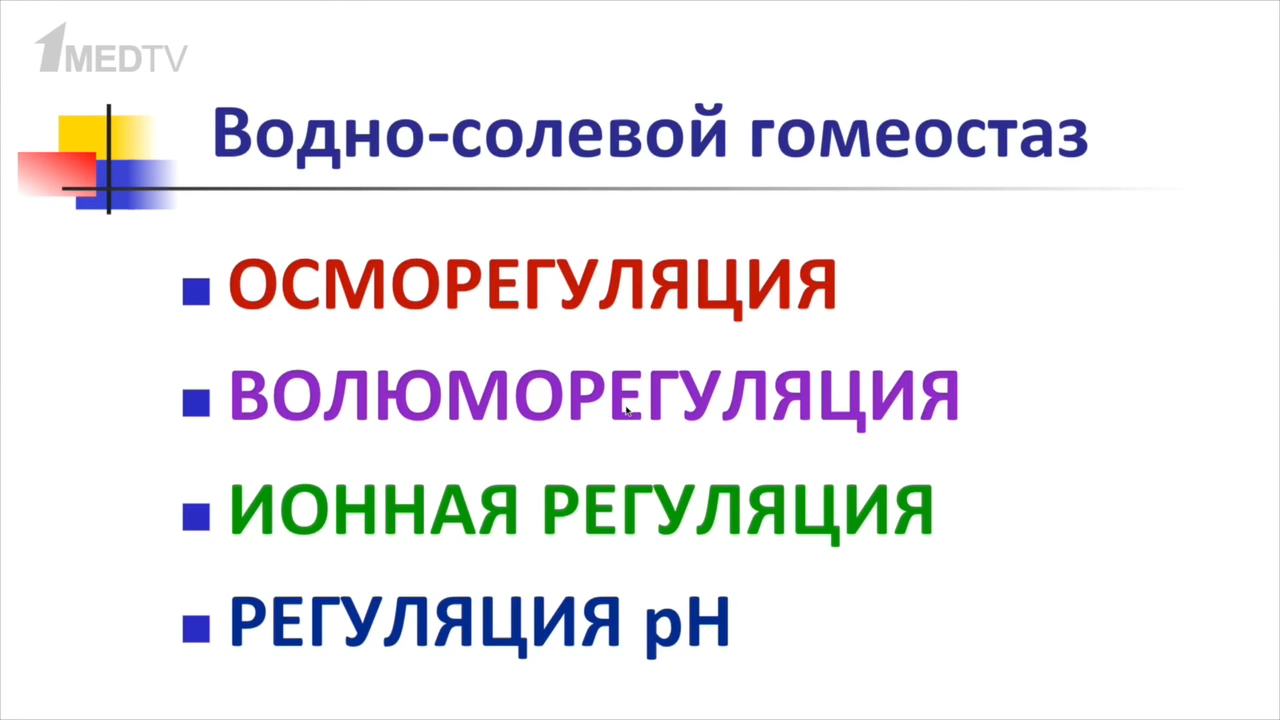 1MEDTV
Водно-солевой гомеостаз
ОСМОРЕГУЛЯЦИЯ
ВОЛЮМОРЕГУЛЯЦИЯ
ИОННАЯ РЕГУЛЯЦИЯ
РЕГУЛЯЦИЯ pH